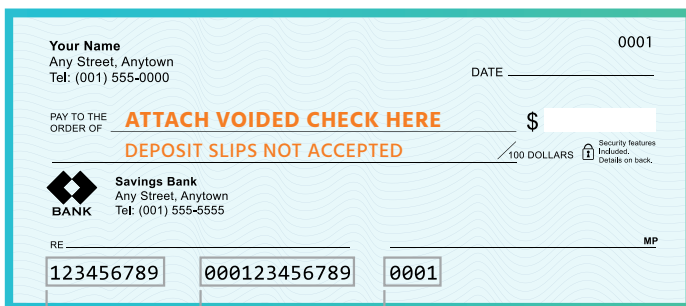 Your Name
0001
Any Street, Anytown
Tel: (001) 555-0000
DATE
PAY TO THE
ORDER OF
ATTACH VOIDED CHECK HERE
$
DEPOSIT SLIPS NOT ACCEPTED
100 DOLLARS
Security features
Included.
Details on back.
BANK
Savings Bank
Any Street, Anytown
Tel: (001) 555-5555
RE
MP
123456789 000123456789 0001